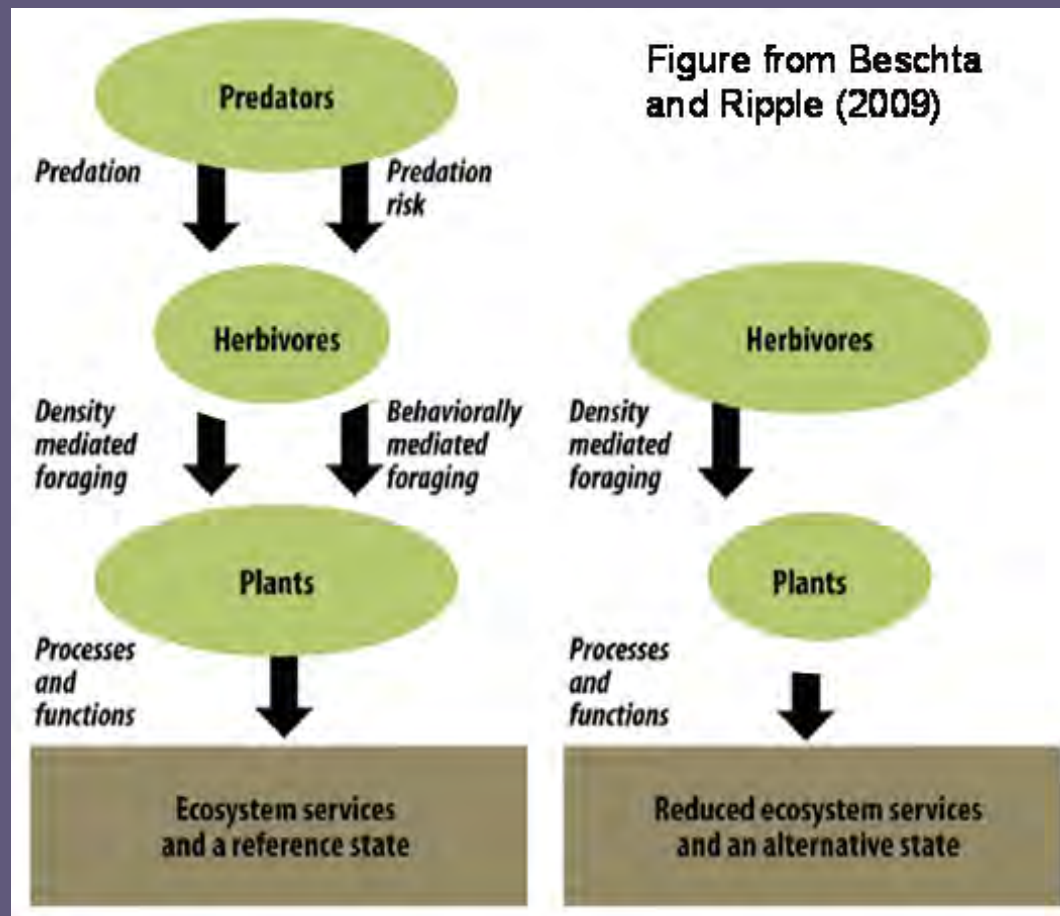 Figure from Beschta
and Ripple (2009)
Predators
Predation
Predation
risk
Herbivores
Density
mediated
foraging
Behaviorally
mediated
foraging
Plants
Processes
and
functions
Ecosystem services
and a reference state
Herbivores
Density
mediated
foraging
Plants
Processes
and
functions
Reduced ecosystem services
and an alternative state